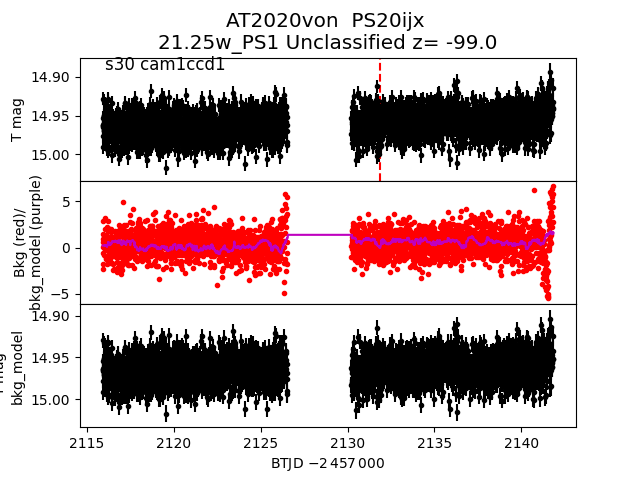 AT2020von  PS20ijx
21.25w_PS1 Unclassified z= -99.0
s30 cam1ccd1
14.90
14.95
15.00
T mag
5
0
−5
Bkg (red)/
bkg_model (purple)
14.90
14.95
15.00
bkg_model
2115
2120
2125
2130
2135
2140
BTJD −2 457 000